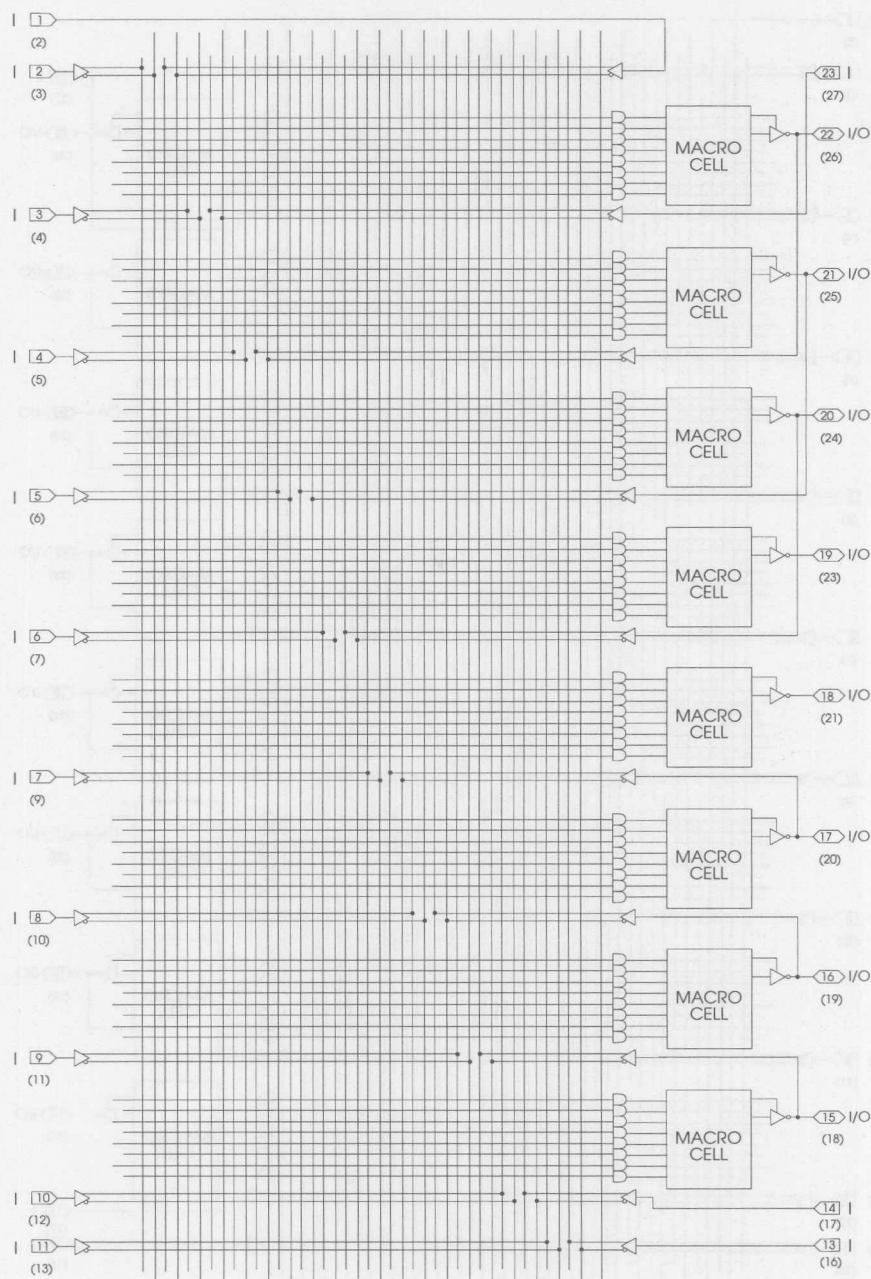 I 1
(2)
I 2 23 I
(3) (27)
MACRO CELL 22 I/O
(26)
I 3
(4)
MACRO CELL 21 I/O
(25)
I 4
(5)
MACRO CELL 20 I/O
(24)
I 5
(6)
MACRO CELL 19 I/O
(23)
I 6
(7)
MACRO CELL 18 I/O
(21)
I 7
(9)
MACRO CELL 17 I/O
(20)
I 8
(10)
MACRO CELL 16 I/O
(19)
I 9
(11)
MACRO CELL 15 I/O
(18)
I 10 14 I
(12) (17)
I 11 13 I
(13) (16)